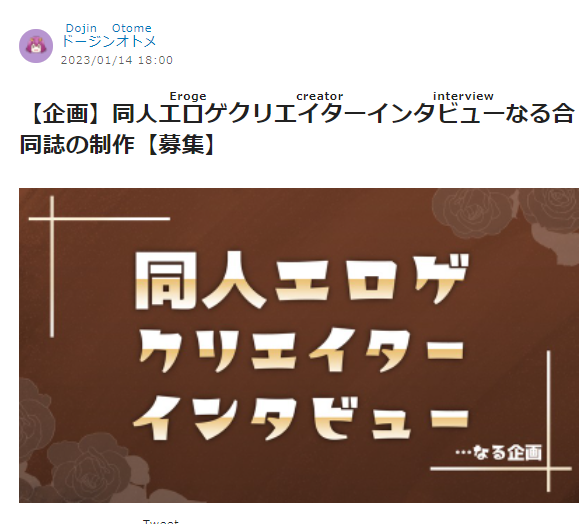 Dojin Otome
ドージンオトメ
2023/01/14 18:00
Eroge creator interview
【企画】同人エロゲクリエイターインタビューなる合
同誌の制作【募集】
同人エロゲ
クリエイター
インタビュー
…なる企画
Tweet